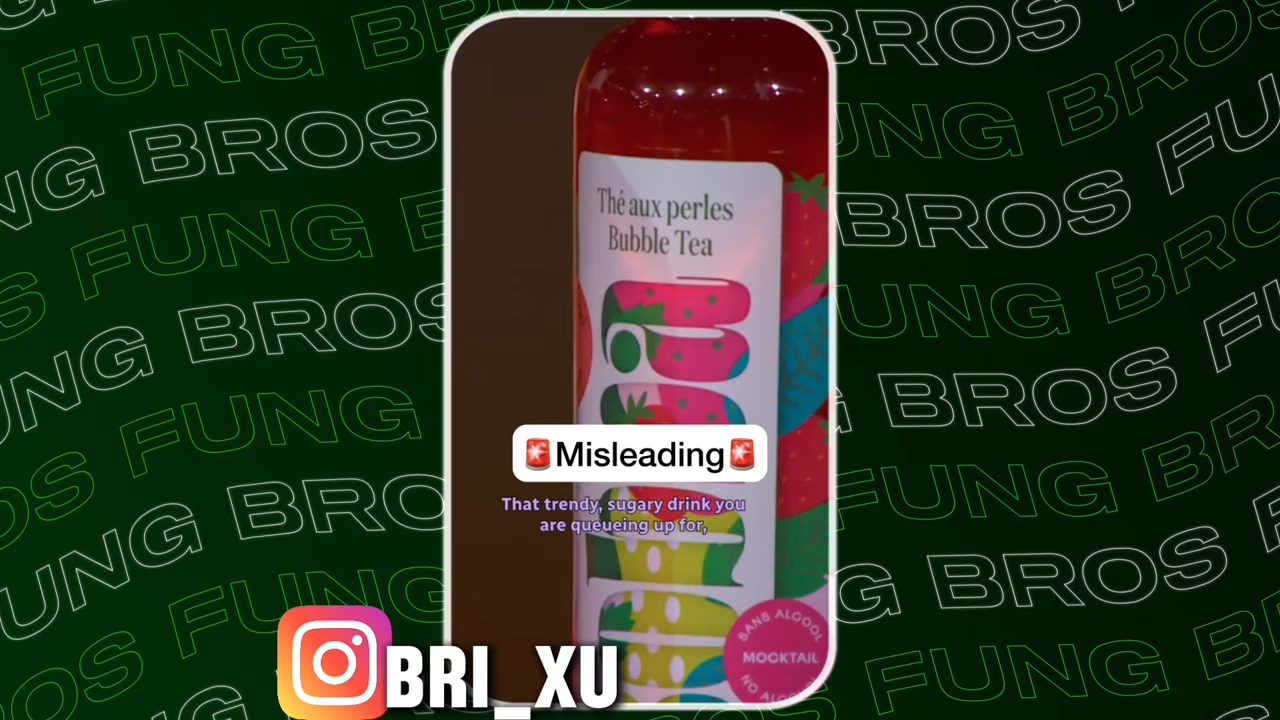 FUNG BROS
Thé aux perles
Bubble Tea
🚨Misleading🚨
That trendy, sugary drink you
are queueing up for,
SANS ALCOOL
MOCKTAIL
NO ALCOHOL
BRI_XU